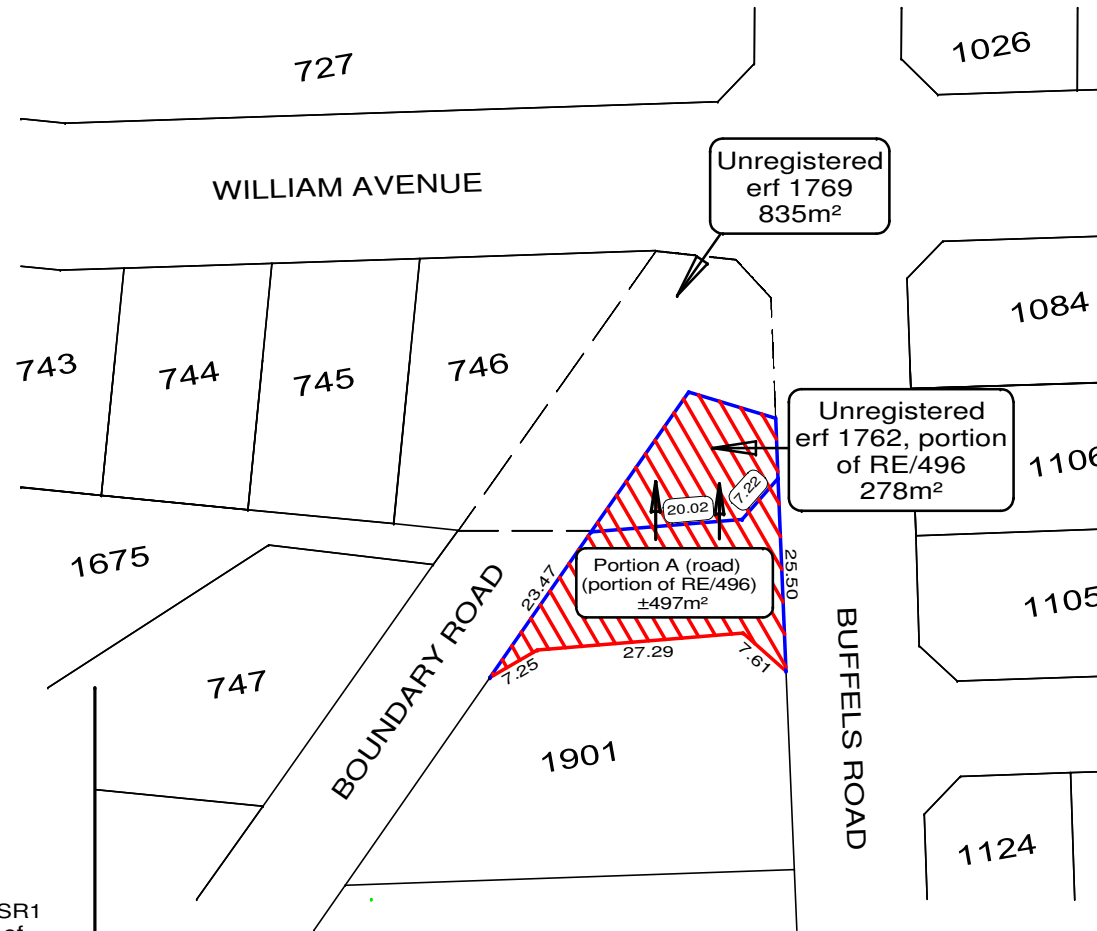 727
1026
WILLIAM AVENUE
Unregistered
erf 1769
835m²
743
744
745
746
1084
Unregistered
erf 1762, portion
of RE/496
278m²
1106
7.22
20.02
1675
Portion A (road)
(portion of RE/496)
±497m²
23.47
25.50
1105
7.25
27.29
7.61
747
BOUNDARY ROAD
BUFFELS ROAD
1901
1124
SR1
of